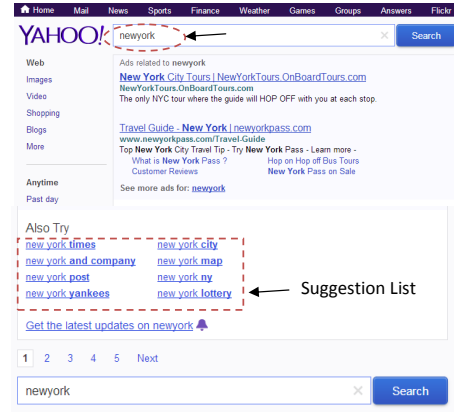 Home Mail News Sports Finance Weather Games Groups Answers Flickr
YAHOO! newyork × Search
Web
Images
Video
Shopping
Blogs
More
Anytime
Past day
Ads related to newyork
New York City Tours | NewYorkTours.OnBoardTours.com
NewYorkTours.OnBoardTours.com
The only NYC tour where the guide will HOP OFF with you at each stop.
Travel Guide - New York | newyorkpass.com
www.newyorkpass.com/Travel-Guide
Top New York City Travel Tip - Try New York Pass - Learn more -
What is New York Pass ? Hop on Hop off Bus Tours
Customer Reviews New York Pass on Sale
See more ads for: newyork
Also Try
new york times new york city
new york and company new york map
new york post new york ny
new york yankees new york lottery
Suggestion List
Get the latest updates on newyork
1 2 3 4 5 Next
newyork × Search